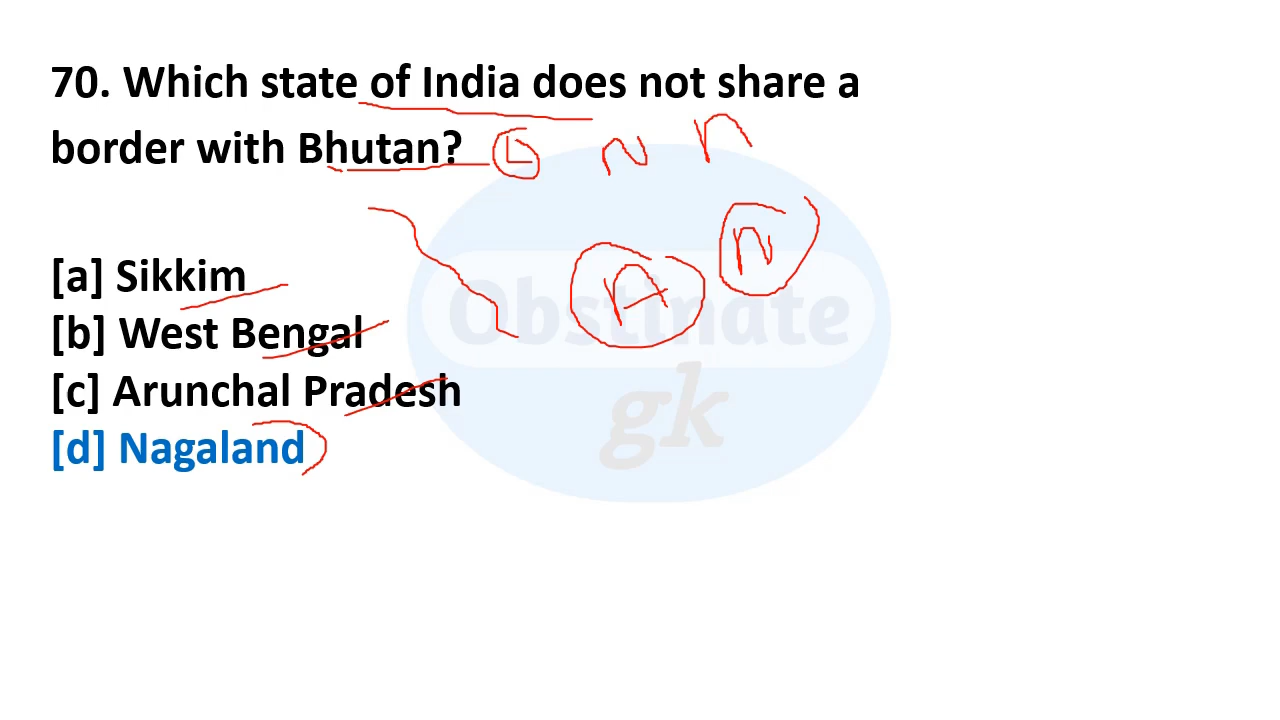 70. Which state of India does not share a
border with Bhutan?
N n
A n
[a] Sikkim
[b] West Bengal
[c] Arunchal Pradesh
[d] Nagaland
Obstinate
gk